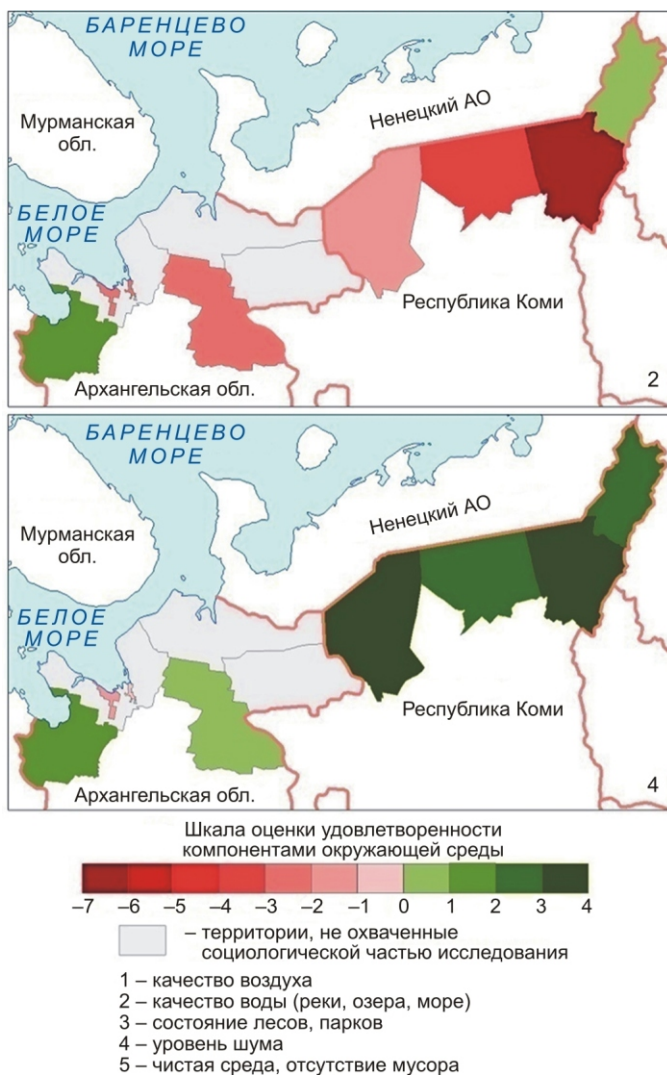 БАРЕНЦЕВО
МОРЕ
Ненецкий АО
Мурманская
обл.
БЕЛОЕ
МОРЕ
Республика Коми
Архангельская обл.
2
БАРЕНЦЕВО
МОРЕ
Ненецкий АО
Мурманская
обл.
БЕЛОЕ
МОРЕ
Республика Коми
Архангельская обл.
4
Шкала оценки удовлетворенности
компонентами окружающей среды
–7 –6 –5 –4 –3 –2 –1 0 1 2 3 4
– территории, не охваченные
социологической частью исследования
1 – качество воздуха
2 – качество воды (реки, озера, море)
3 – состояние лесов, парков
4 – уровень шума
5 – чистая среда, отсутствие мусора